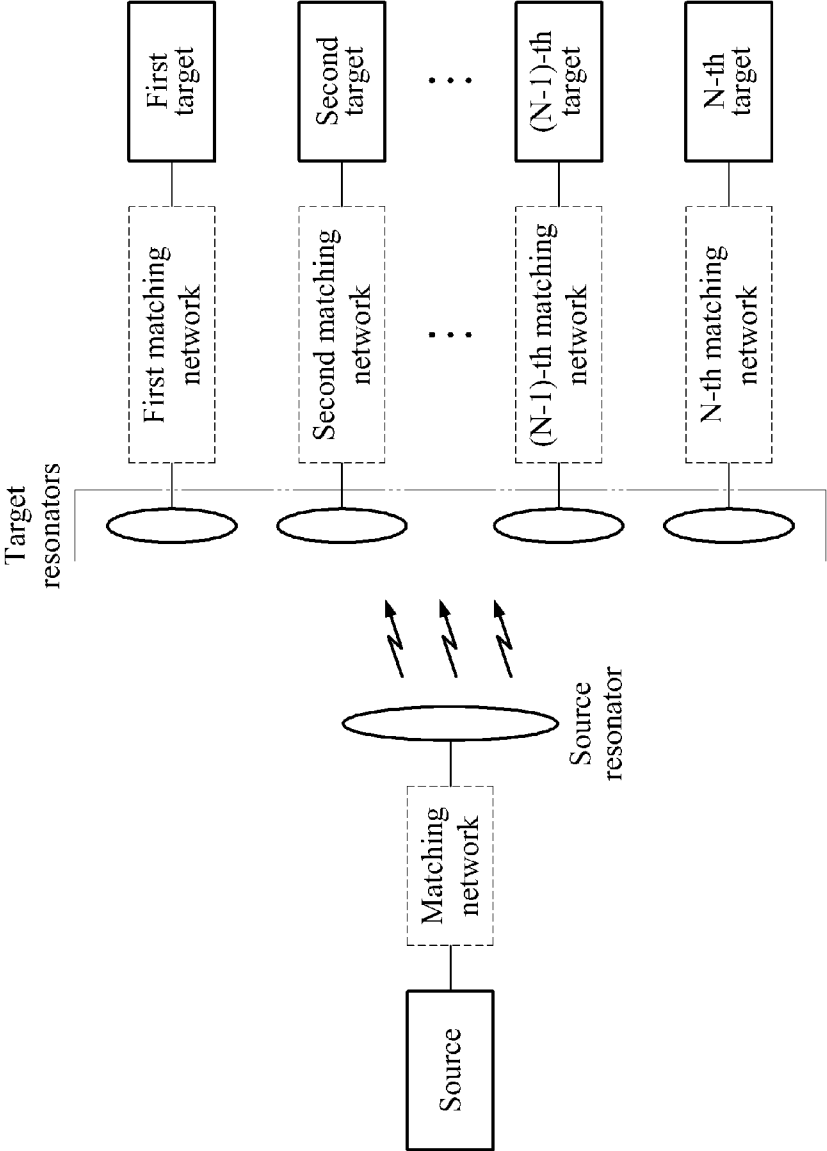 Target
resonators
First matching
network
First
target
Second matching
network
Second
target
. . .
. . .
(N-1)-th matching
network
(N-1)-th
target
N-th matching
network
N-th
target
Source
Matching
network
Source
resonator